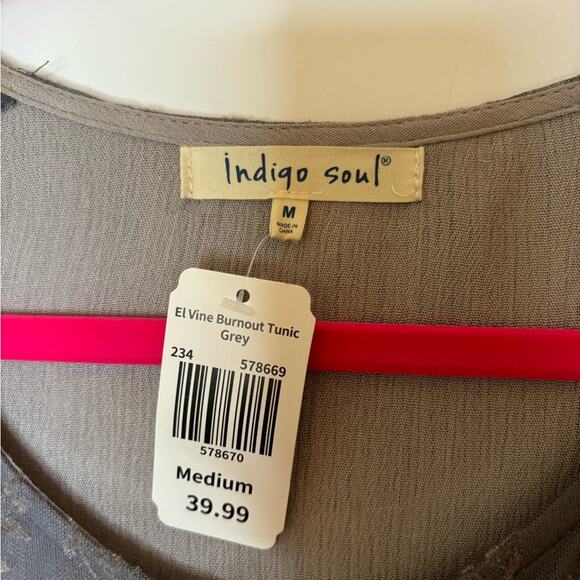 indigo soul®
M
MADE IN
CHINA
El Vine Burnout Tunic
Grey
234 578669
578670
Medium
39.99